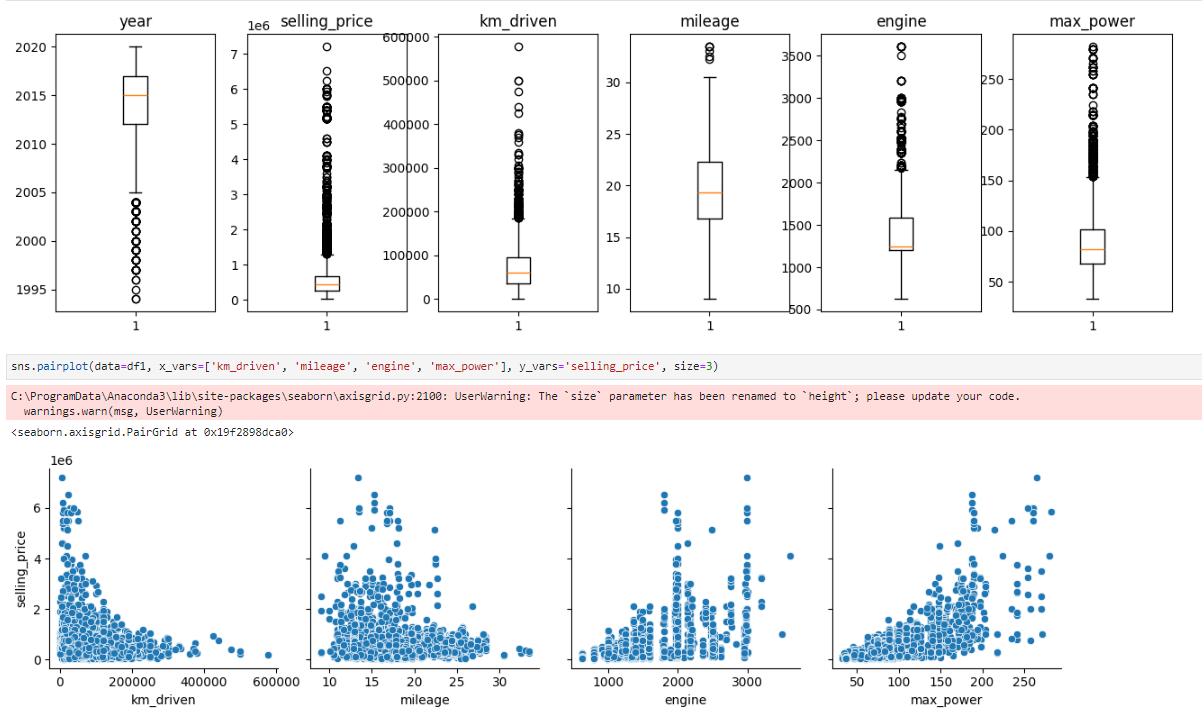 year selling_price km_driven mileage engine max_power
1e6
2020 2015 2010 2005 2000 1995
7 6 5 4 3 2 1 0
600000 500000 400000 300000 200000 100000 0
30 25 20 15 10
3500 3000 2500 2000 1500 1000 500
250 200 150 100 50
1 1 1 1 1 1
sns.pairplot(data=df1, x_vars=['km_driven', 'mileage', 'engine', 'max_power'], y_vars='selling_price', size=3)
C:\ProgramData\Anaconda3\lib\site-packages\seaborn\axisgrid.py:2100: UserWarning: The `size` parameter has been renamed to `height`; please update your code.
warnings.warn(msg, UserWarning)
<seaborn.axisgrid.PairGrid at 0x19f2898dca0>
1e6
6 4 2 0
selling_price
0 200000 400000 600000 10 15 20 25 30 1000 2000 3000 50 100 150 200 250
km_driven mileage engine max_power